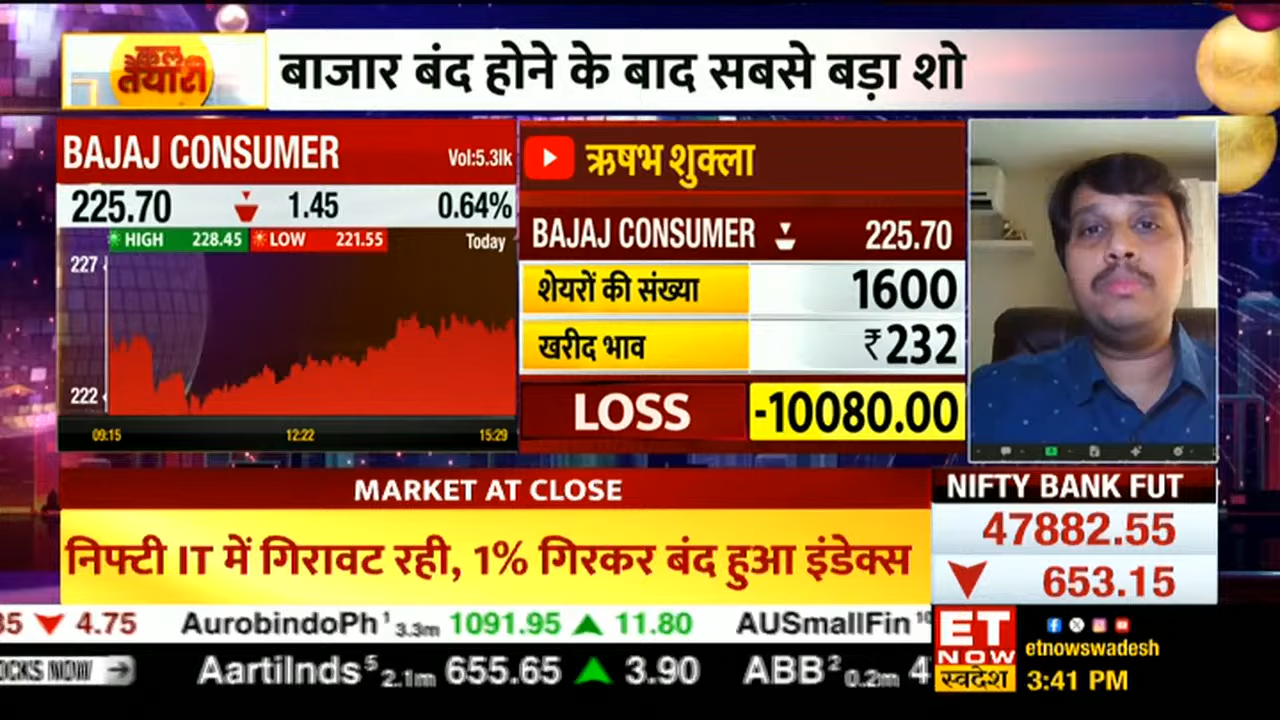 कल की तैयारी
बाजार बंद होने के बाद सबसे बड़ा शो
BAJAJ CONSUMER Vol:5.3lk
225.70 1.45 0.64%
HIGH 228.45 LOW 221.55 Today
227
222
09:15 12:22 15:29
ऋषभ शुक्ला
BAJAJ CONSUMER 225.70
शेयरों की संख्या 1600
खरीद भाव ₹232
LOSS -10080.00
MARKET AT CLOSE
निफ्टी IT में गिरावट रही, 1% गिरकर बंद हुआ इंडेक्स
NIFTY BANK FUT
47882.55
653.15
4.75 AurobindoPh 1 3.3m 1091.95 11.80 AUSmallFin
NOW AartiInds 5 2.1m 655.65 3.90 ABB 2 0.2m
ET
NOW
स्वदेश
etnowswadesh
3:41 PM